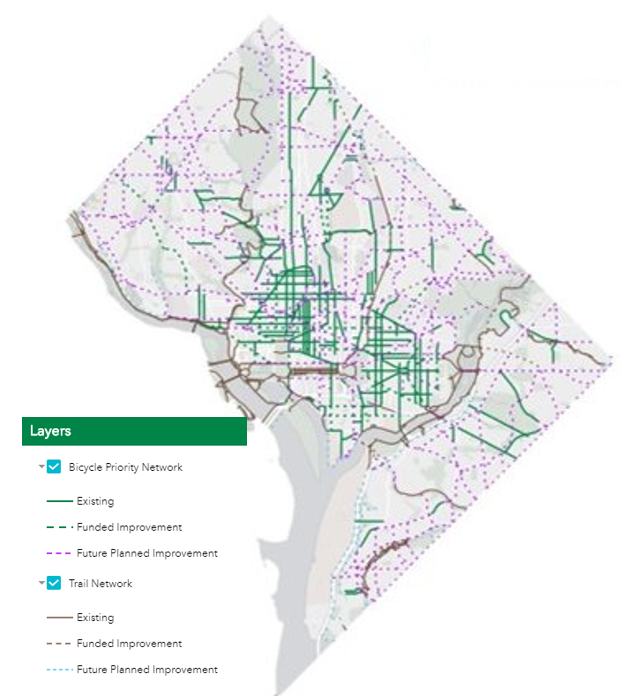 Layers
Bicycle Priority Network
Existing
Funded Improvement
Future Planned Improvement
Trail Network
Existing
Funded Improvement
Future Planned Improvement